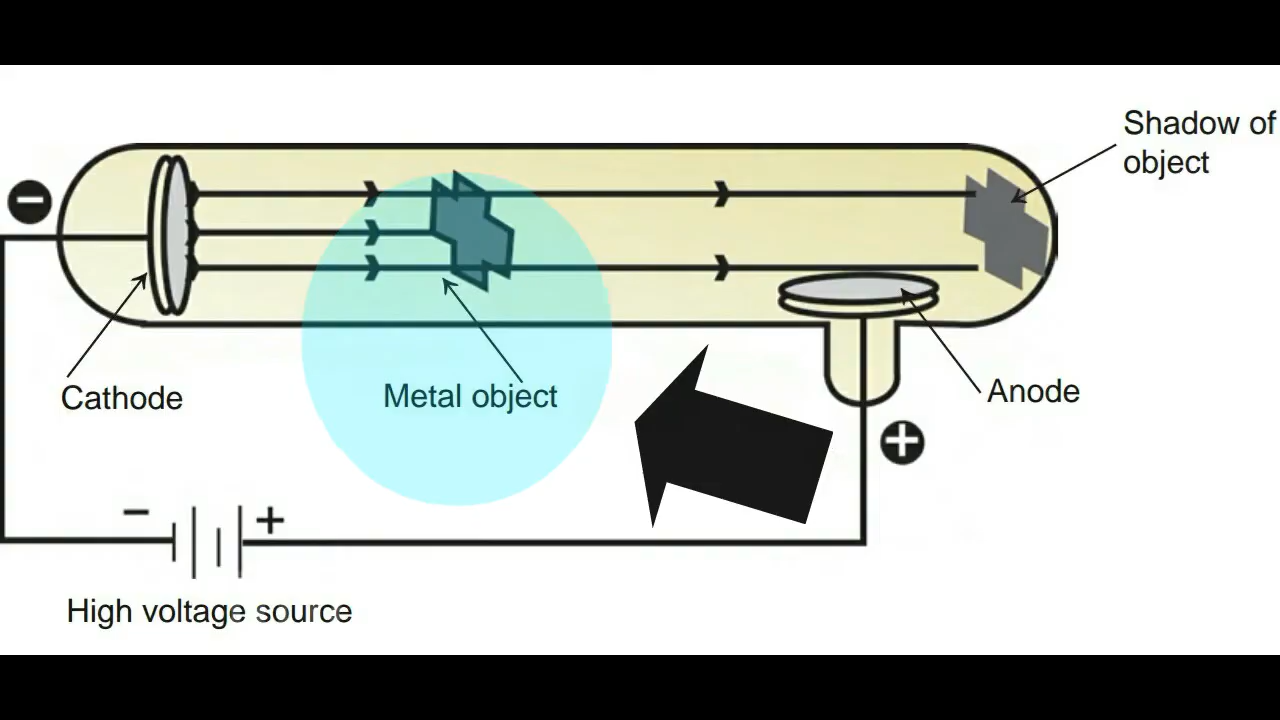 Shadow of
object
Cathode
Metal object
Anode
−
+
High voltage source